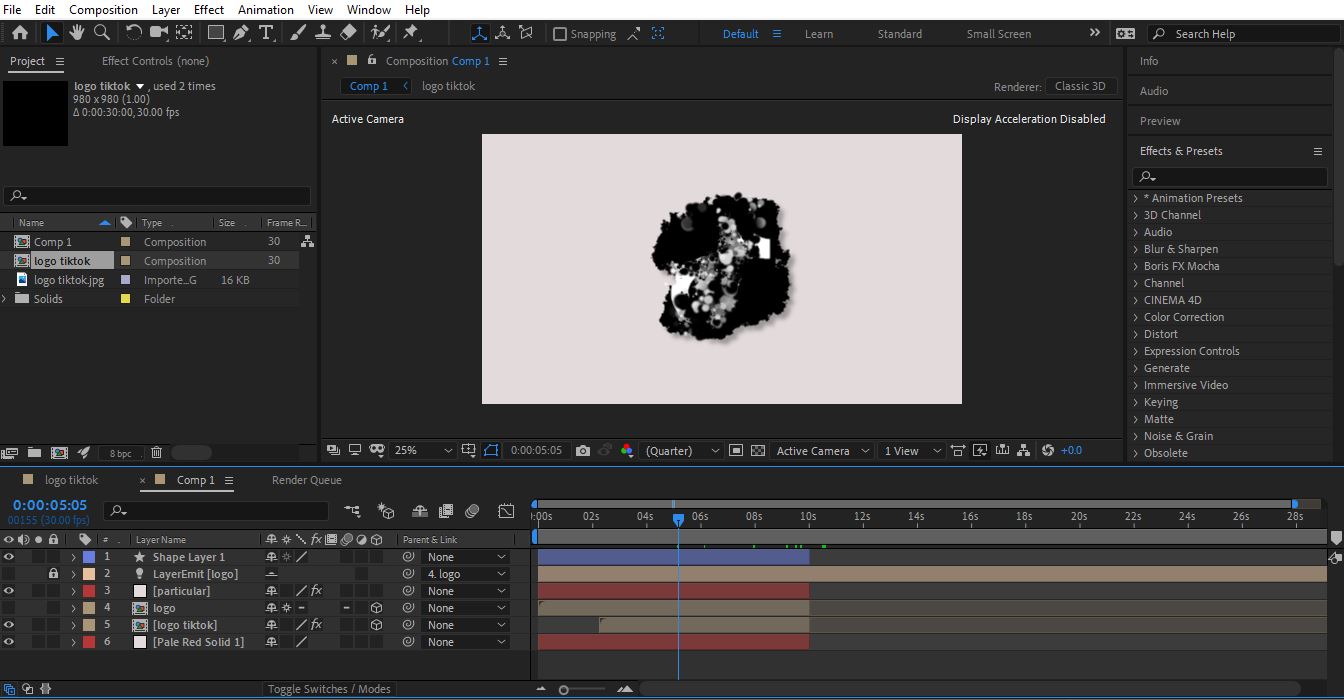 File Edit Composition Layer Effect Animation View Window Help
Snapping Default Learn Standard Small Screen Search Help
Project Effect Controls (none)
logo tiktok , used 2 times
980 x 980 (1.00)
Δ 0:00:30:00, 30.00 fps
Name Type Size Frame R...
Comp 1 Composition 30
logo tiktok Composition 30
logo tiktok.jpg Importe...G 16 KB
Solids Folder
8 bpc
Composition Comp 1
Comp 1 logo tiktok Renderer: Classic 3D
Active Camera Display Acceleration Disabled
25% 0:00:05:05 (Quarter) Active Camera 1 View +0.0
Info
Audio
Preview
Effects & Presets
* Animation Presets
3D Channel
Audio
Blur & Sharpen
Boris FX Mocha
Channel
CINEMA 4D
Color Correction
Distort
Expression Controls
Generate
Immersive Video
Keying
Matte
Noise & Grain
Obsolete
logo tiktok Comp 1 Render Queue
0:00:05:05
00155 (30.00 fps)
:00s 02s 04s 06s 08s 10s 12s 14s 16s 18s 20s 22s 24s 26s 28s
# Layer Name fx Parent & Link
1 Shape Layer 1 None
2 LayerEmit [logo] 4. logo
3 [particular] fx None
4 logo None
5 [logo tiktok] fx None
6 [Pale Red Solid 1] None
Toggle Switches / Modes